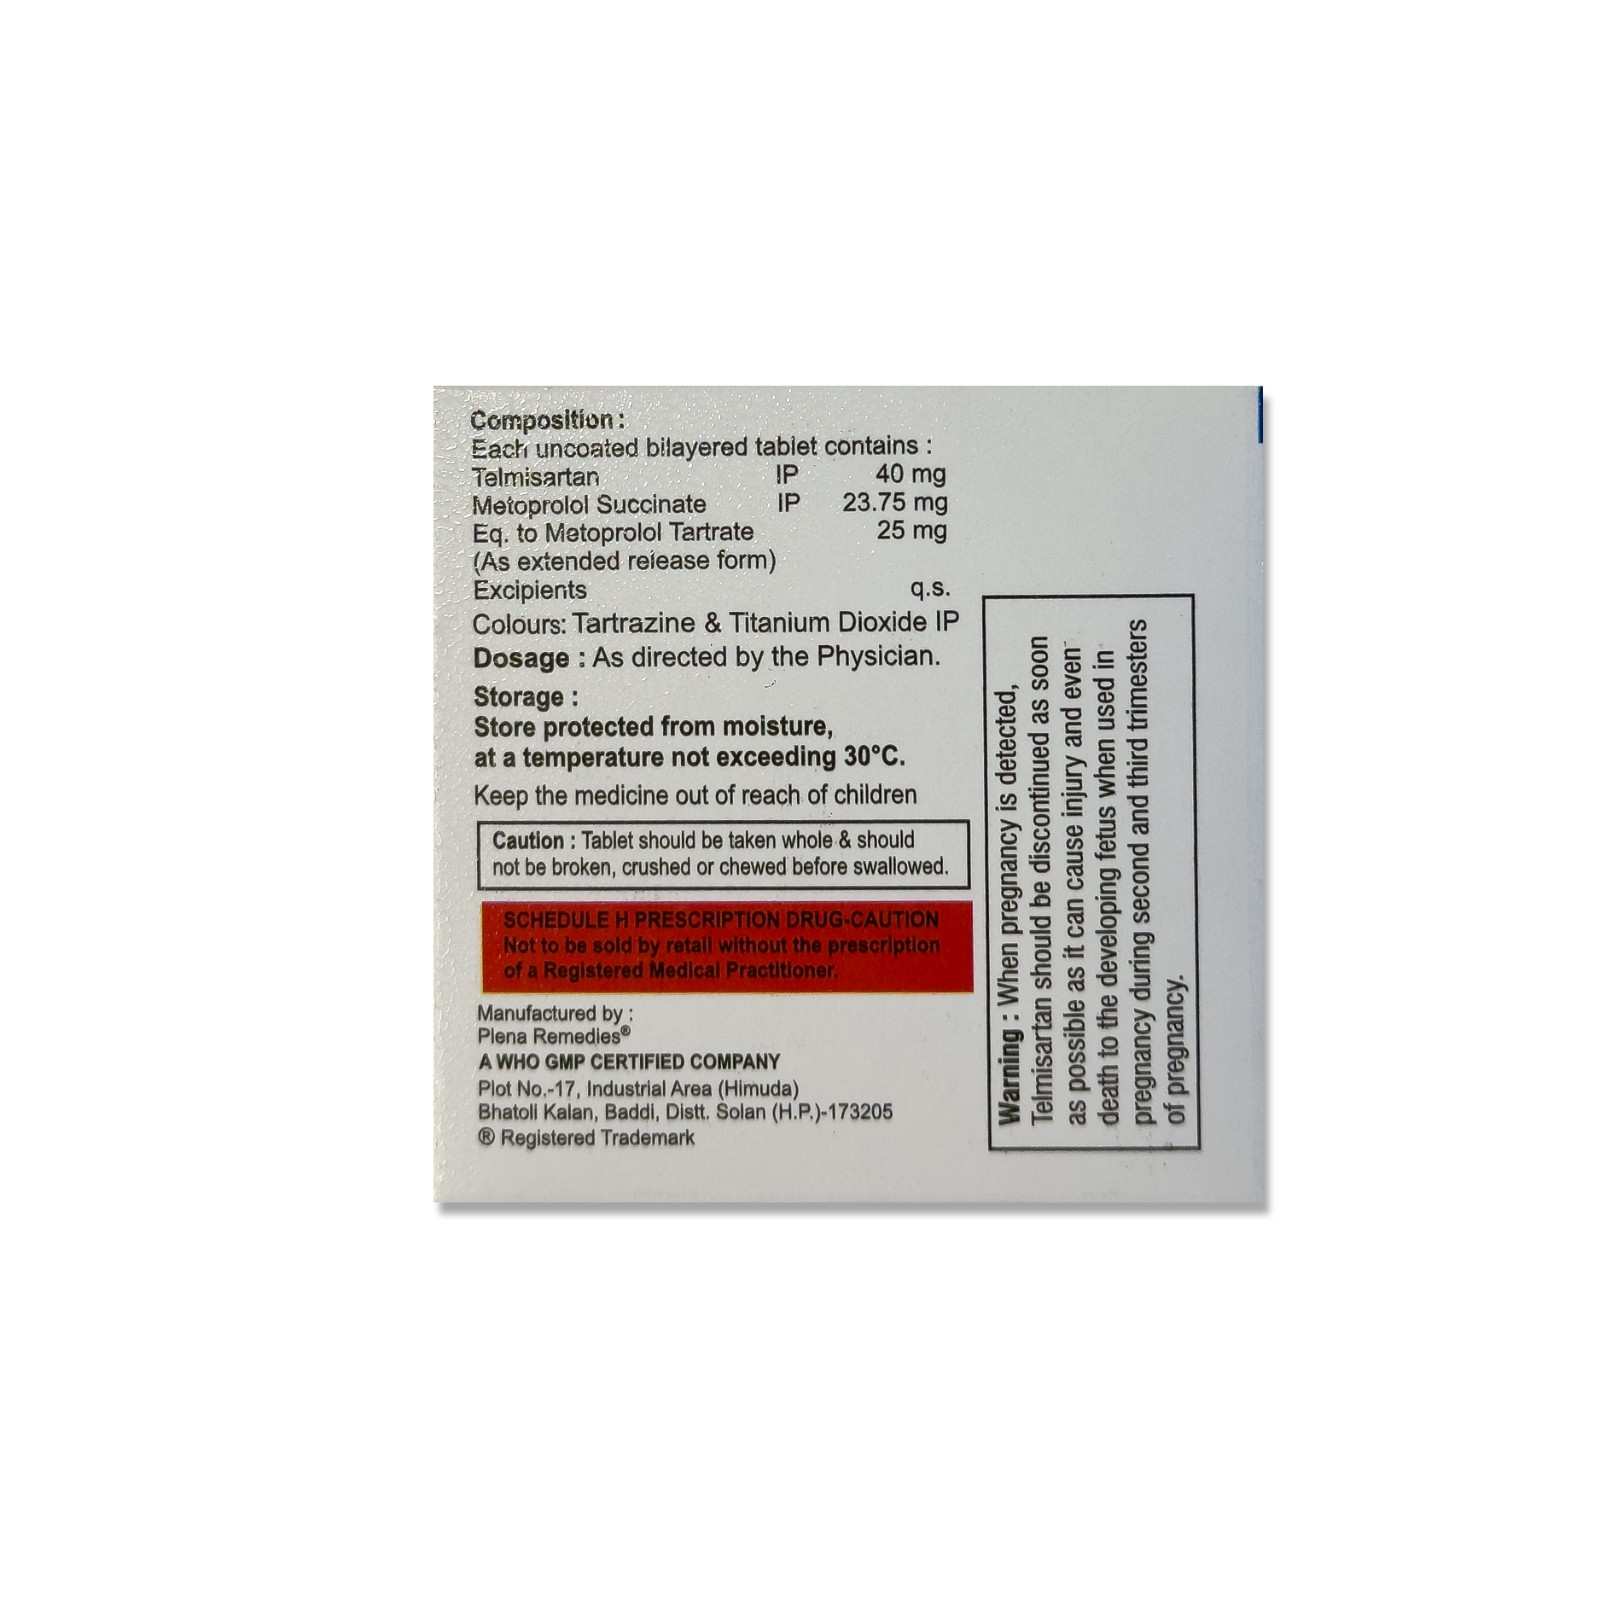 Composition :
Each uncoated bilayered tablet contains :
Telmisartan IP 40 mg
Metoprolol Succinate IP 23.75 mg
Eq. to Metoprolol Tartrate 25 mg
(As extended release form)
Excipients q.s.
Colours: Tartrazine & Titanium Dioxide IP
Dosage : As directed by the Physician.
Storage :
Store protected from moisture,
at a temperature not exceeding 30°C.
Keep the medicine out of reach of children
Caution : Tablet should be taken whole & should
not be broken, crushed or chewed before swallowed.
SCHEDULE H PRESCRIPTION DRUG-CAUTION
Not to be sold by retail without the prescription
of a Registered Medical Practitioner.
Manufactured by :
Plena Remedies®
A WHO GMP CERTIFIED COMPANY
Plot No.-17, Industrial Area (Himuda)
Bhatoli Kalan, Baddi, Distt. Solan (H.P.)-173205
® Registered Trademark
Warning : When pregnancy is detected,
Telmisartan should be discontinued as soon
as possible as it can cause injury and even
death to the developing fetus when used in
pregnancy during second and third trimesters
of pregnancy.